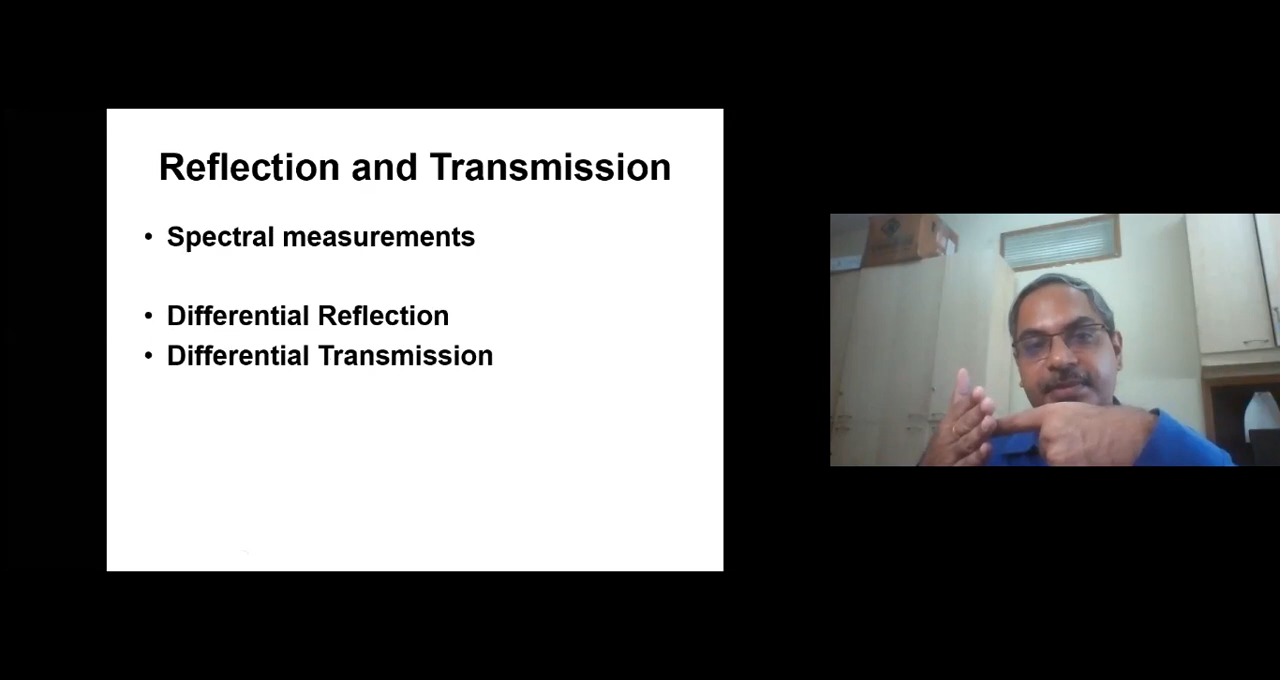 Reflection and Transmission
• Spectral measurements
• Differential Reflection
• Differential Transmission